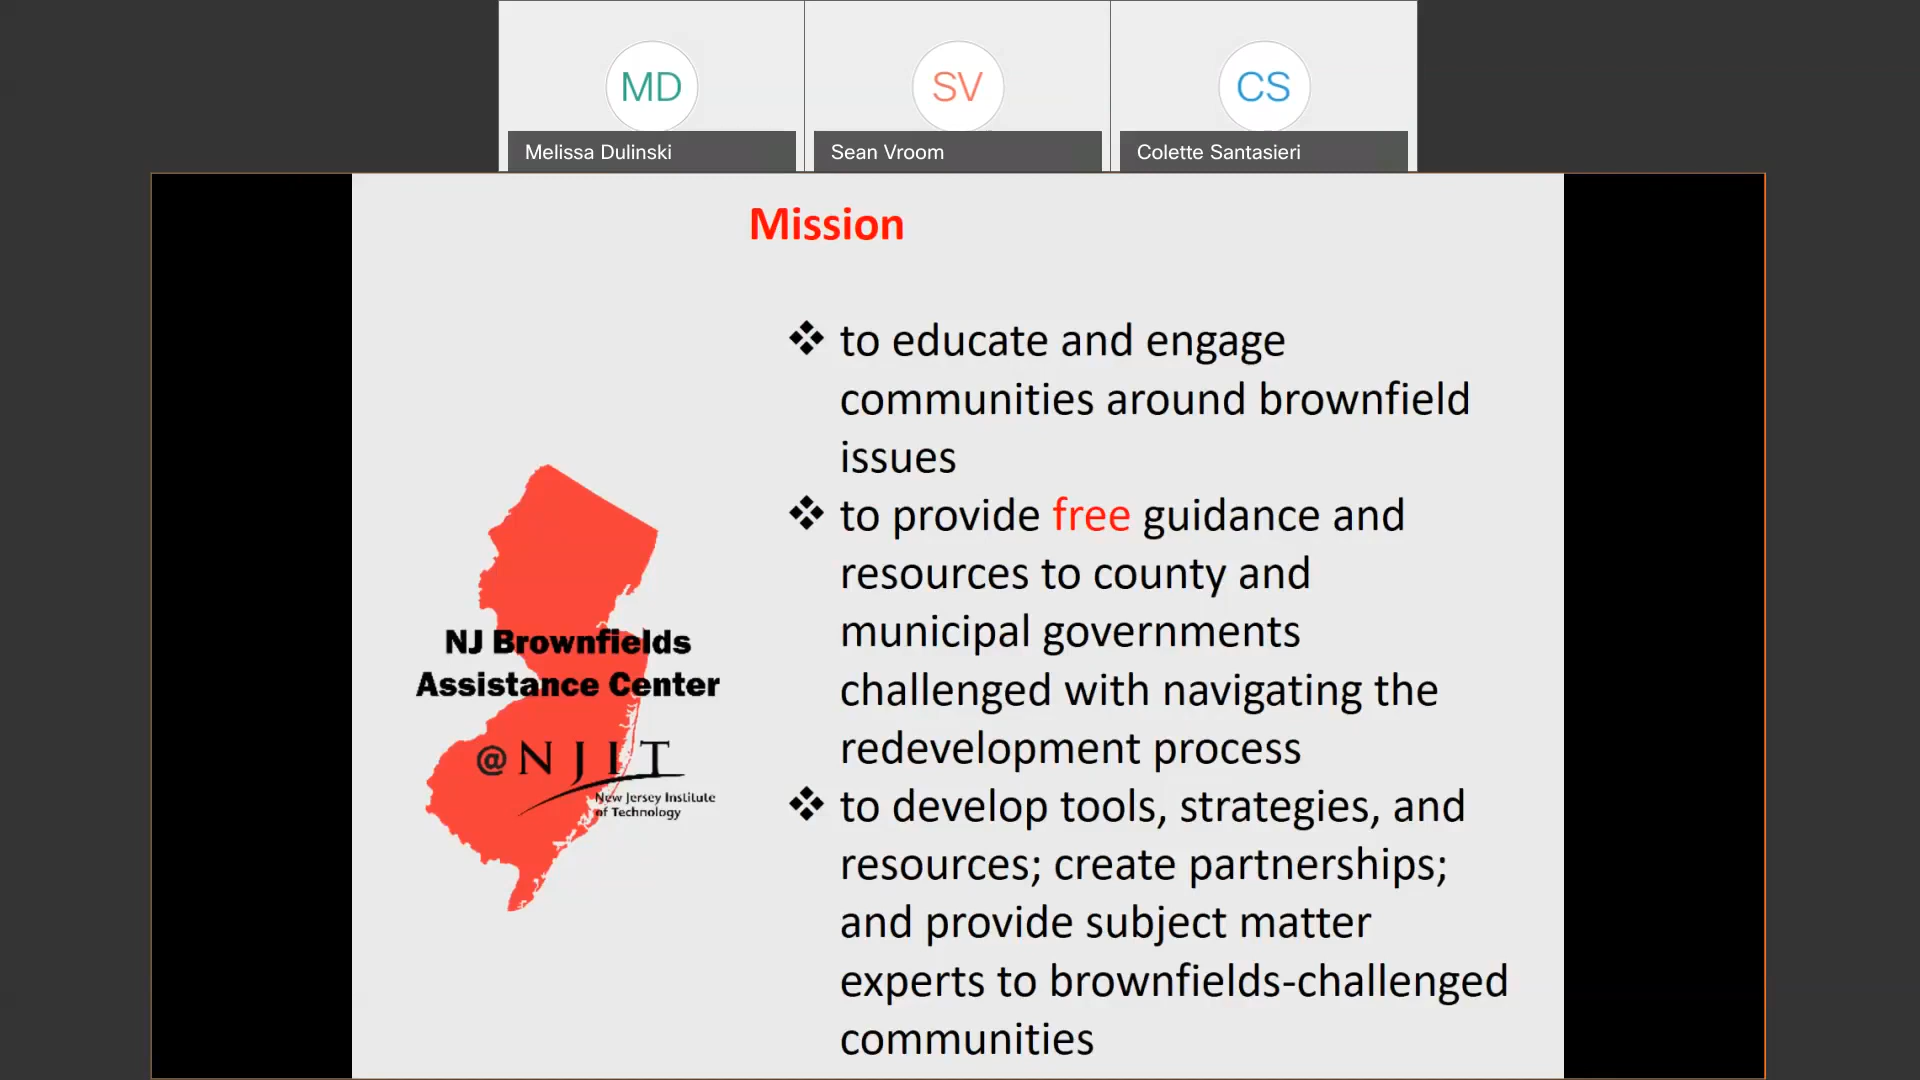 MD
SV
CS
Melissa Dulinski
Sean Vroom
Colette Santasieri
Mission
❖ to educate and engage
communities around brownfield
issues
❖ to provide free guidance and
resources to county and
municipal governments
challenged with navigating the
redevelopment process
❖ to develop tools, strategies, and
resources; create partnerships;
and provide subject matter
experts to brownfields-challenged
communities
NJ Brownfields
Assistance Center
@NJIT
New Jersey Institute
of Technology